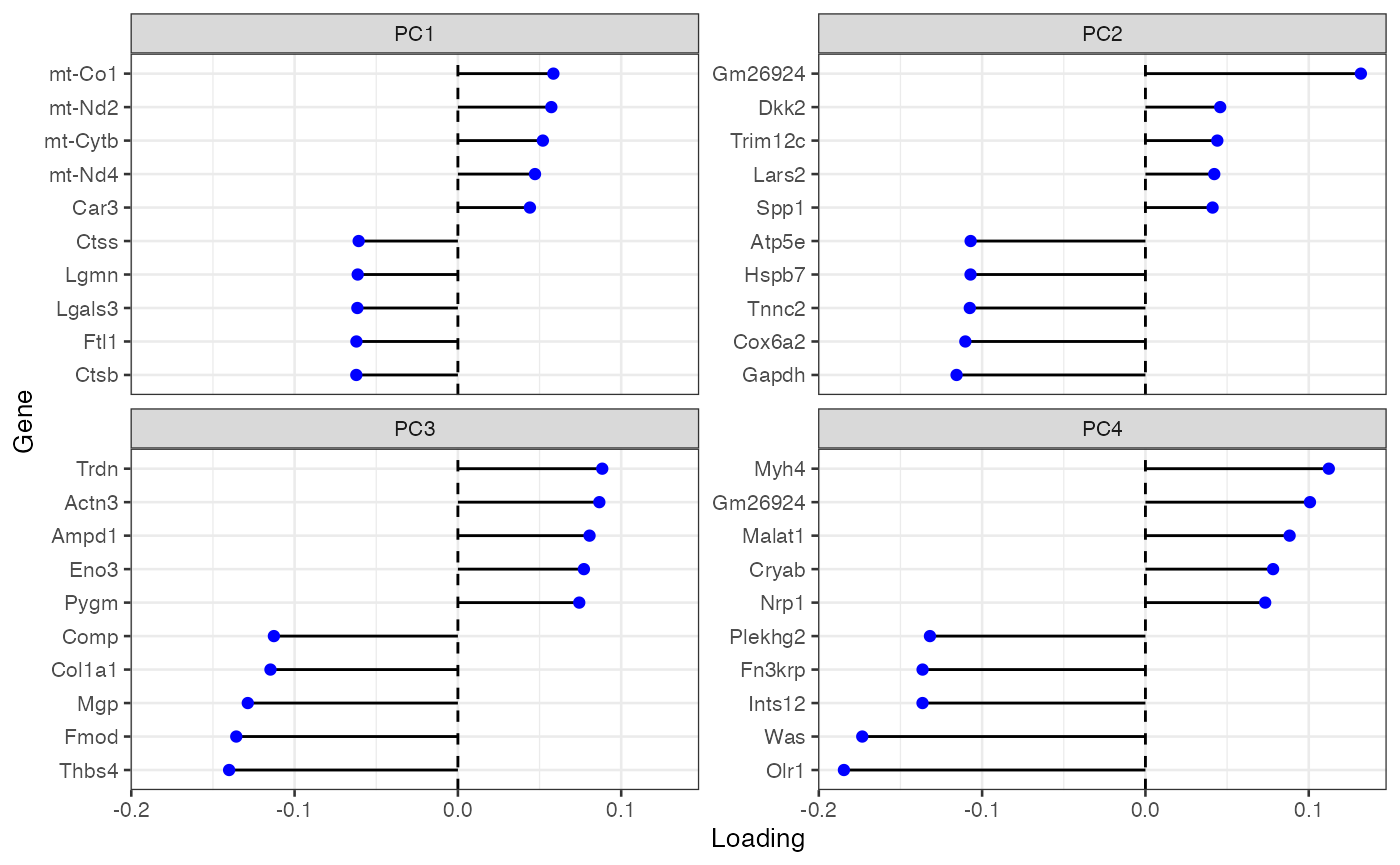 PC1
mt-Co1
mt-Nd2
mt-Cytb
mt-Nd4
Car3
Ctss
Lgmn
Lgals3
Ftl1
Ctsb
PC2
Gm26924
Dkk2
Trim12c
Lars2
Spp1
Atp5e
Hspb7
Tnnc2
Cox6a2
Gapdh
Gene
PC3
Trdn
Actn3
Ampd1
Eno3
Pygm
Comp
Col1a1
Mgp
Fmod
Thbs4
-0.2 -0.1 0.0 0.1
PC4
Myh4
Gm26924
Malat1
Cryab
Nrp1
Plekhg2
Fn3krp
Ints12
Was
Olr1
-0.2 -0.1 0.0 0.1
Loading